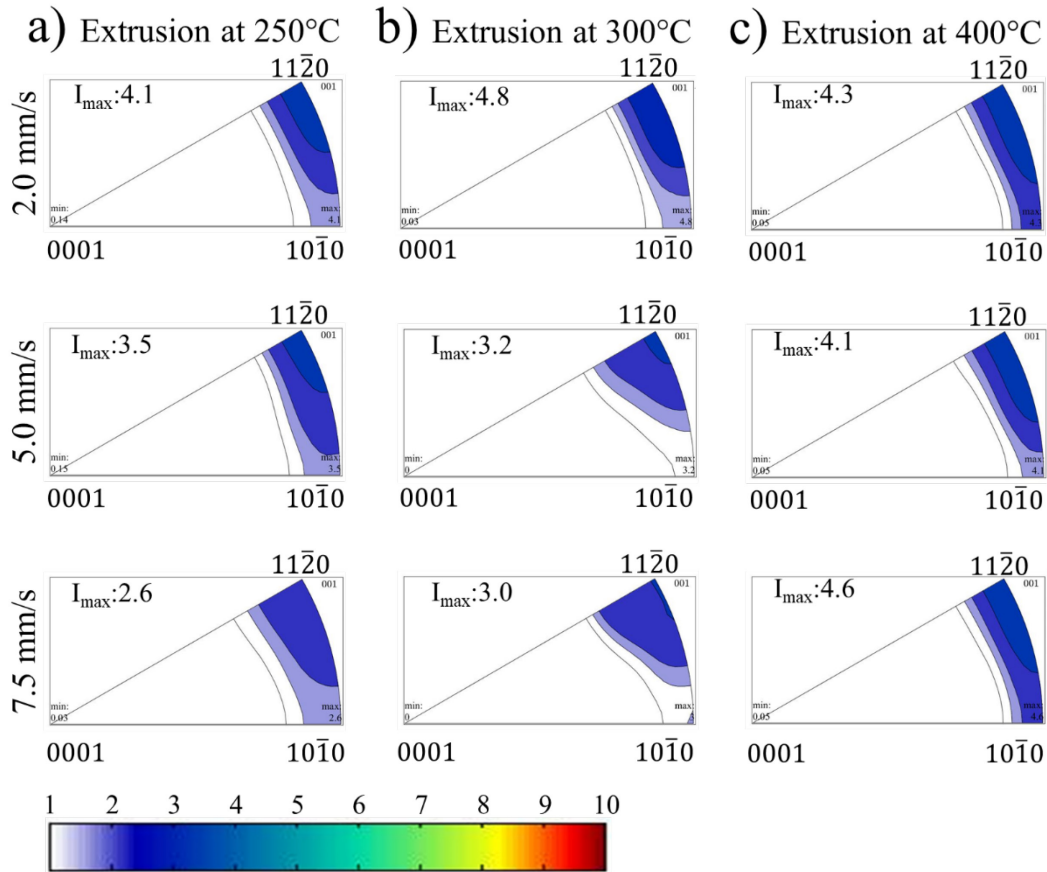 a) Extrusion at 250°C b) Extrusion at 300°C c) Extrusion at 400°C
2.0 mm/s
112̅0
I_max:4.1
001
min:
0.14
max:
4.1
0001
101̅0
112̅0
I_max:4.8
001
min:
0.03
max:
4.8
0001
101̅0
112̅0
I_max:4.3
001
min:
0.05
max:
4.3
0001
101̅0
5.0 mm/s
112̅0
I_max:3.5
001
min:
0.15
max:
3.5
0001
101̅0
112̅0
I_max:3.2
001
min:
0
max:
3.2
0001
101̅0
112̅0
I_max:4.1
001
min:
0.05
max:
4.1
0001
101̅0
7.5 mm/s
112̅0
I_max:2.6
001
min:
0.03
max:
2.6
0001
101̅0
112̅0
I_max:3.0
001
min:
0
max:
3
0001
101̅0
112̅0
I_max:4.6
001
min:
0.05
max:
4.6
0001
101̅0
1 2 3 4 5 6 7 8 9 10